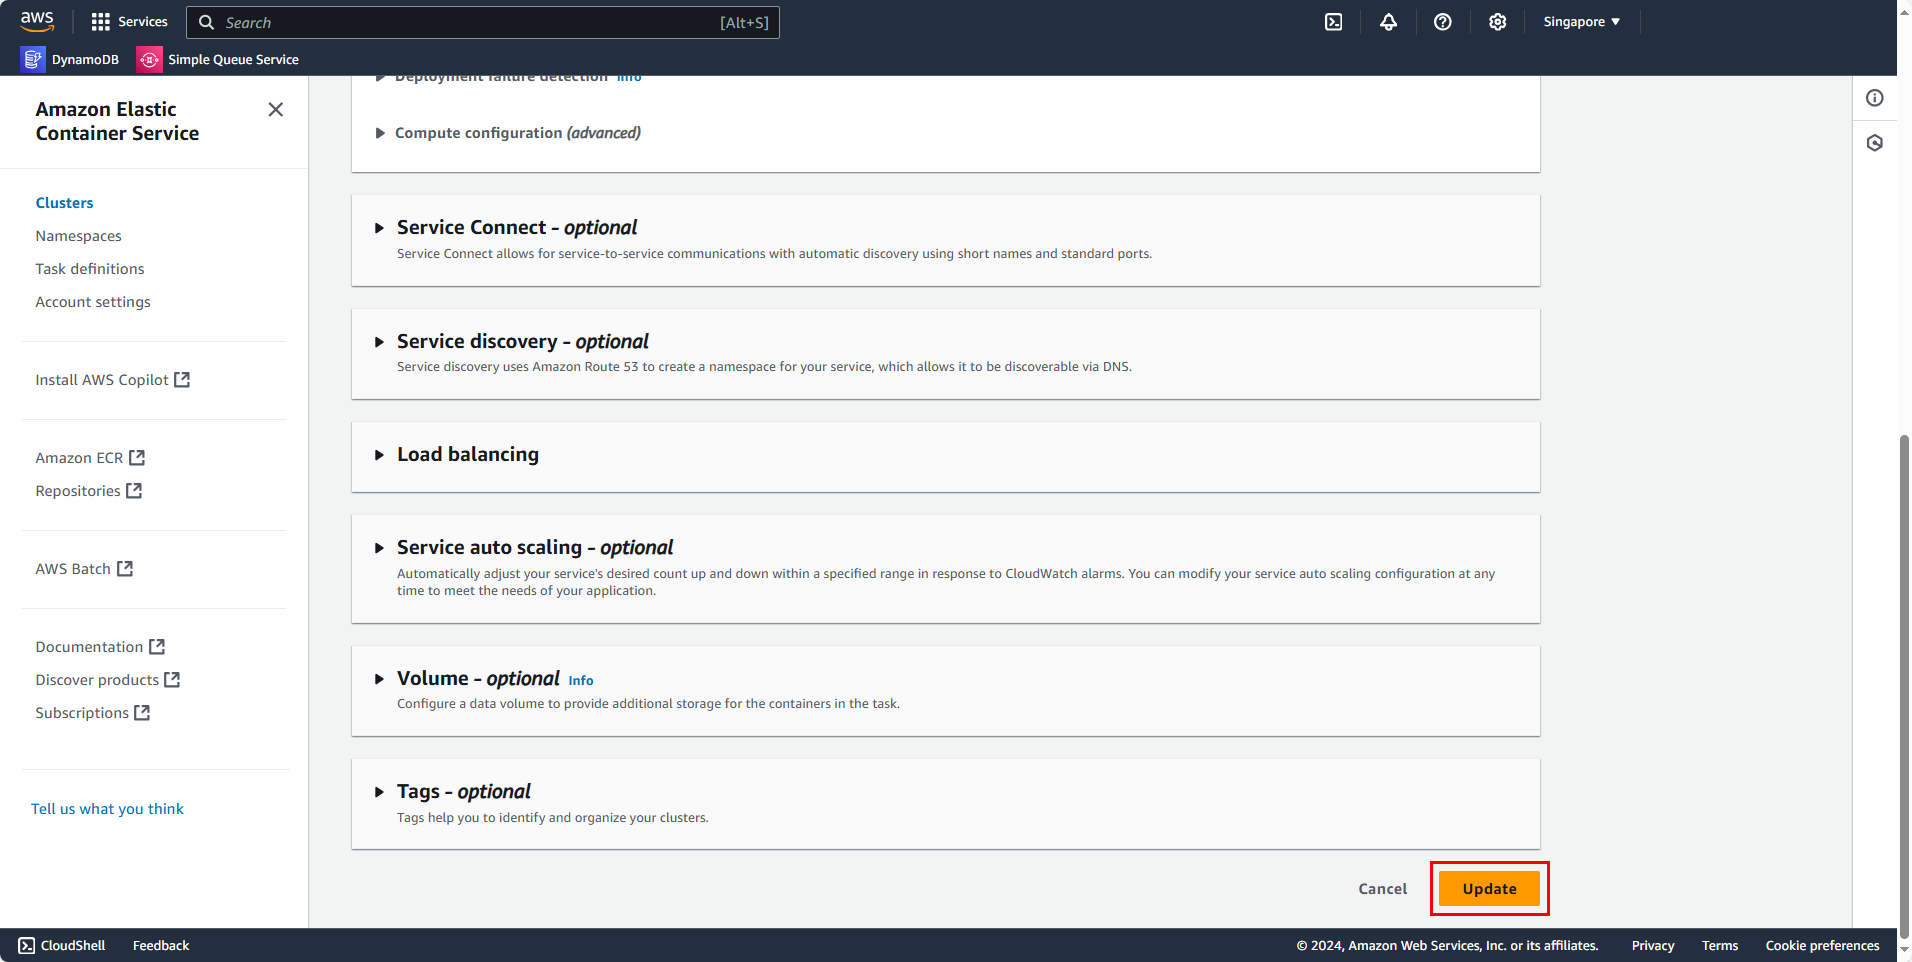 aws
Services
Search
[Alt+S]
Singapore
DynamoDB
Simple Queue Service
Amazon Elastic
Container Service
Clusters
Namespaces
Task definitions
Account settings
Install AWS Copilot
Amazon ECR
Repositories
AWS Batch
Documentation
Discover products
Subscriptions
Tell us what you think
Deployment failure detection Info
Compute configuration (advanced)
Service Connect - optional
Service Connect allows for service-to-service communications with automatic discovery using short names and standard ports.
Service discovery - optional
Service discovery uses Amazon Route 53 to create a namespace for your service, which allows it to be discoverable via DNS.
Load balancing
Service auto scaling - optional
Automatically adjust your service's desired count up and down within a specified range in response to CloudWatch alarms. You can modify your service auto scaling configuration at any
time to meet the needs of your application.
Volume - optional Info
Configure a data volume to provide additional storage for the containers in the task.
Tags - optional
Tags help you to identify and organize your clusters.
Cancel
Update
CloudShell
Feedback
© 2024, Amazon Web Services, Inc. or its affiliates.
Privacy
Terms
Cookie preferences